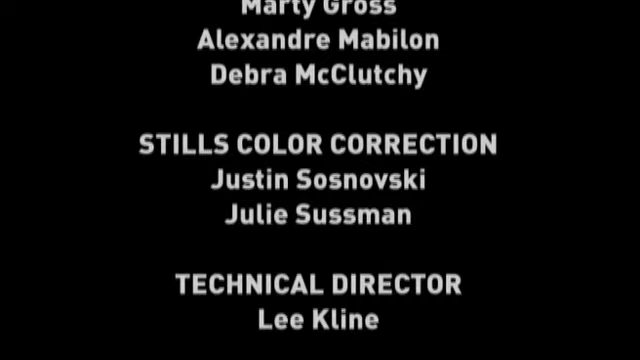 Marty Gross
Alexandre Mabilon
Debra McClutchy
STILLS COLOR CORRECTION
Justin Sosnovski
Julie Sussman
TECHNICAL DIRECTOR
Lee Kline